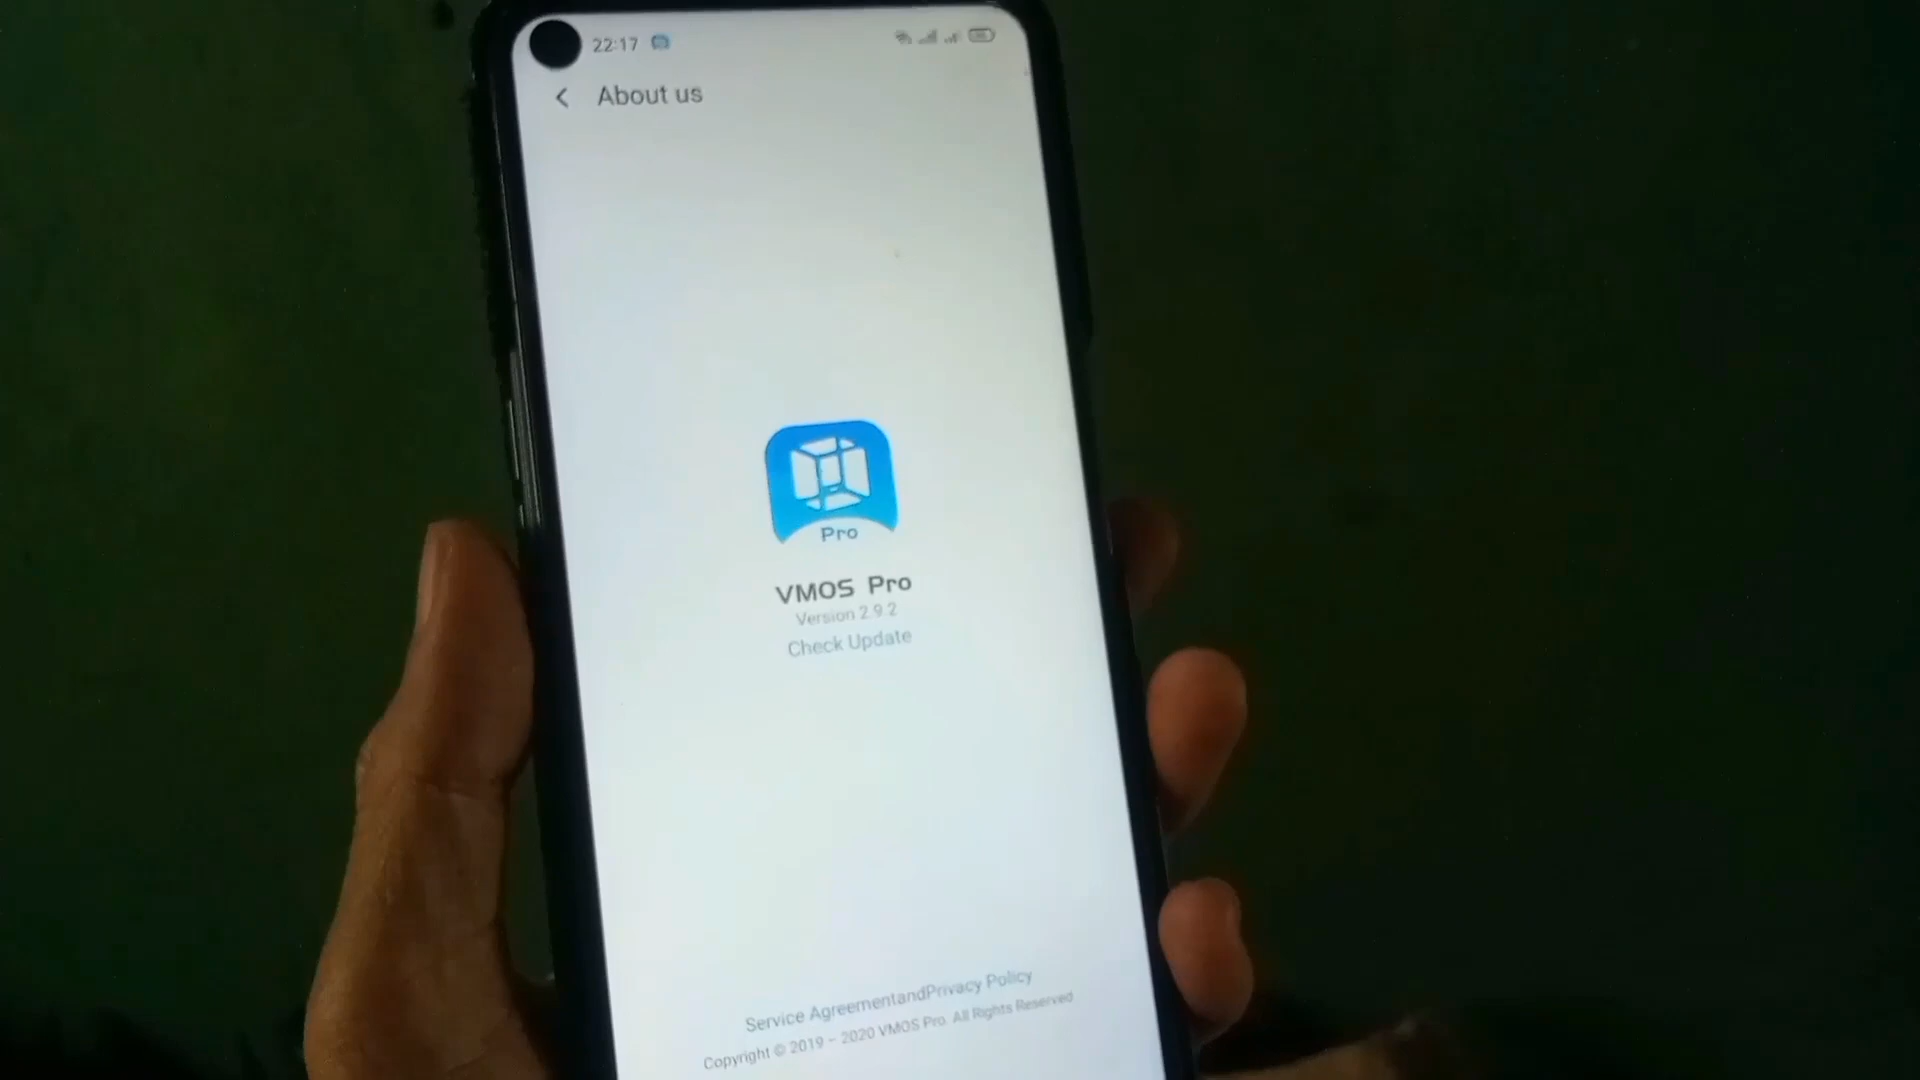 22:17
About us
Pro
VMOS Pro
Version 2.9.2
Check Update
Service AgreementandPrivacy Policy
Copyright © 2019 - 2020 VMOS Pro. All Rights Reserved